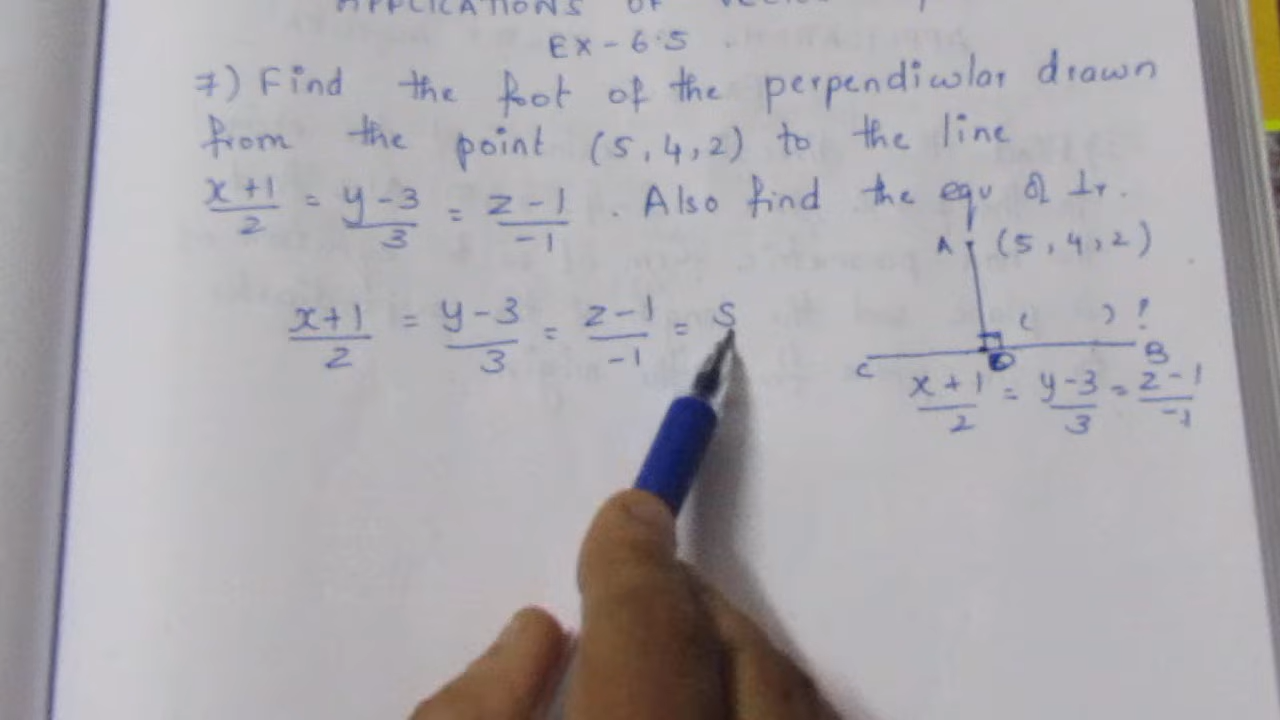 APPLICATIONS OF
EX - 6.5
7) Find the foot of the perpendicular drawn
from the point (5, 4, 2) to the line
x+1/2 = y-3/3 = z-1/-1 . Also find the equ of ⊥r.
A (5, 4, 2)
x+1/2 = y-3/3 = z-1/-1 = S
( ) ?
C D B
x+1/2 = y-3/3 = z-1/-1